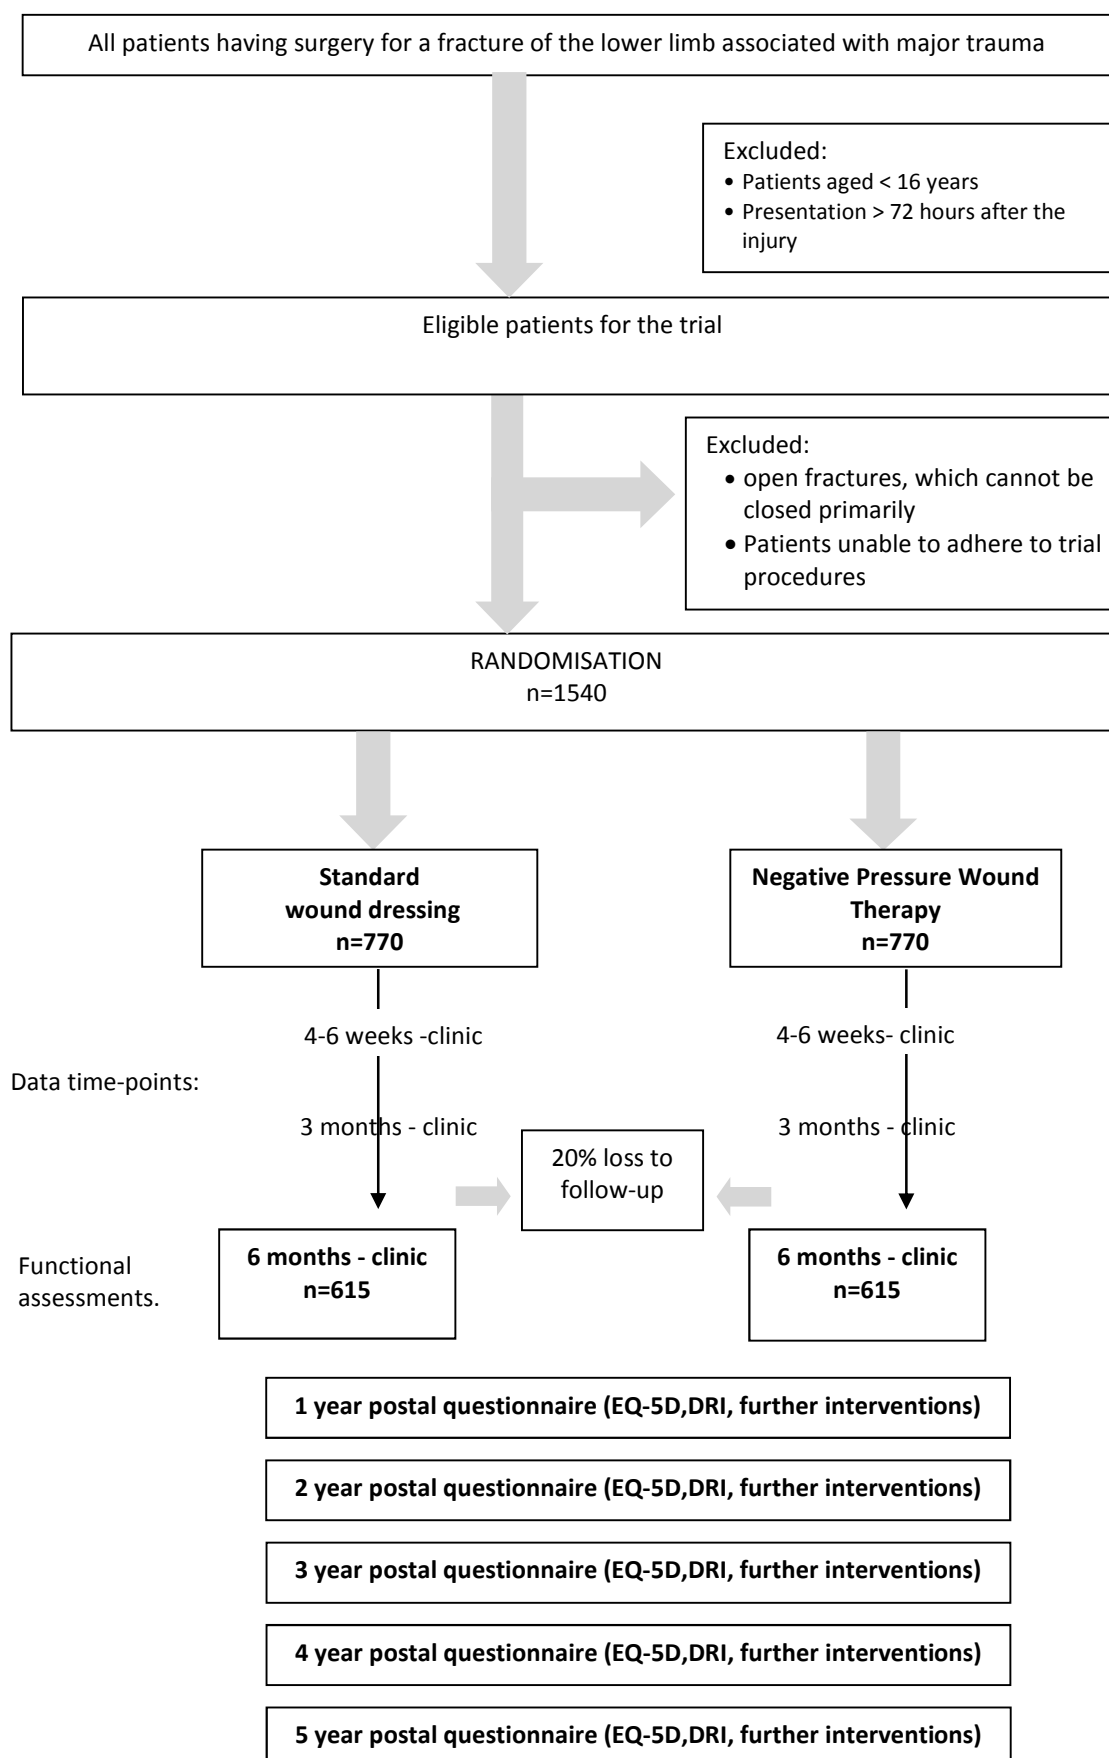 All patients having surgery for a fracture of the lower limb associated with major trauma
Excluded:
• Patients aged < 16 years
• Presentation > 72 hours after the
injury
Eligible patients for the trial
Excluded:
• open fractures, which cannot be
closed primarily
• Patients unable to adhere to trial
procedures
RANDOMISATION
n=1540
Standard
wound dressing
n=770
Negative Pressure Wound
Therapy
n=770
4-6 weeks -clinic
4-6 weeks- clinic
Data time-points:
3 months - clinic
3 months - clinic
20% loss to
follow-up
Functional
assessments.
6 months - clinic
n=615
6 months - clinic
n=615
1 year postal questionnaire (EQ-5D,DRI, further interventions)
2 year postal questionnaire (EQ-5D,DRI, further interventions)
3 year postal questionnaire (EQ-5D,DRI, further interventions)
4 year postal questionnaire (EQ-5D,DRI, further interventions)
5 year postal questionnaire (EQ-5D,DRI, further interventions)